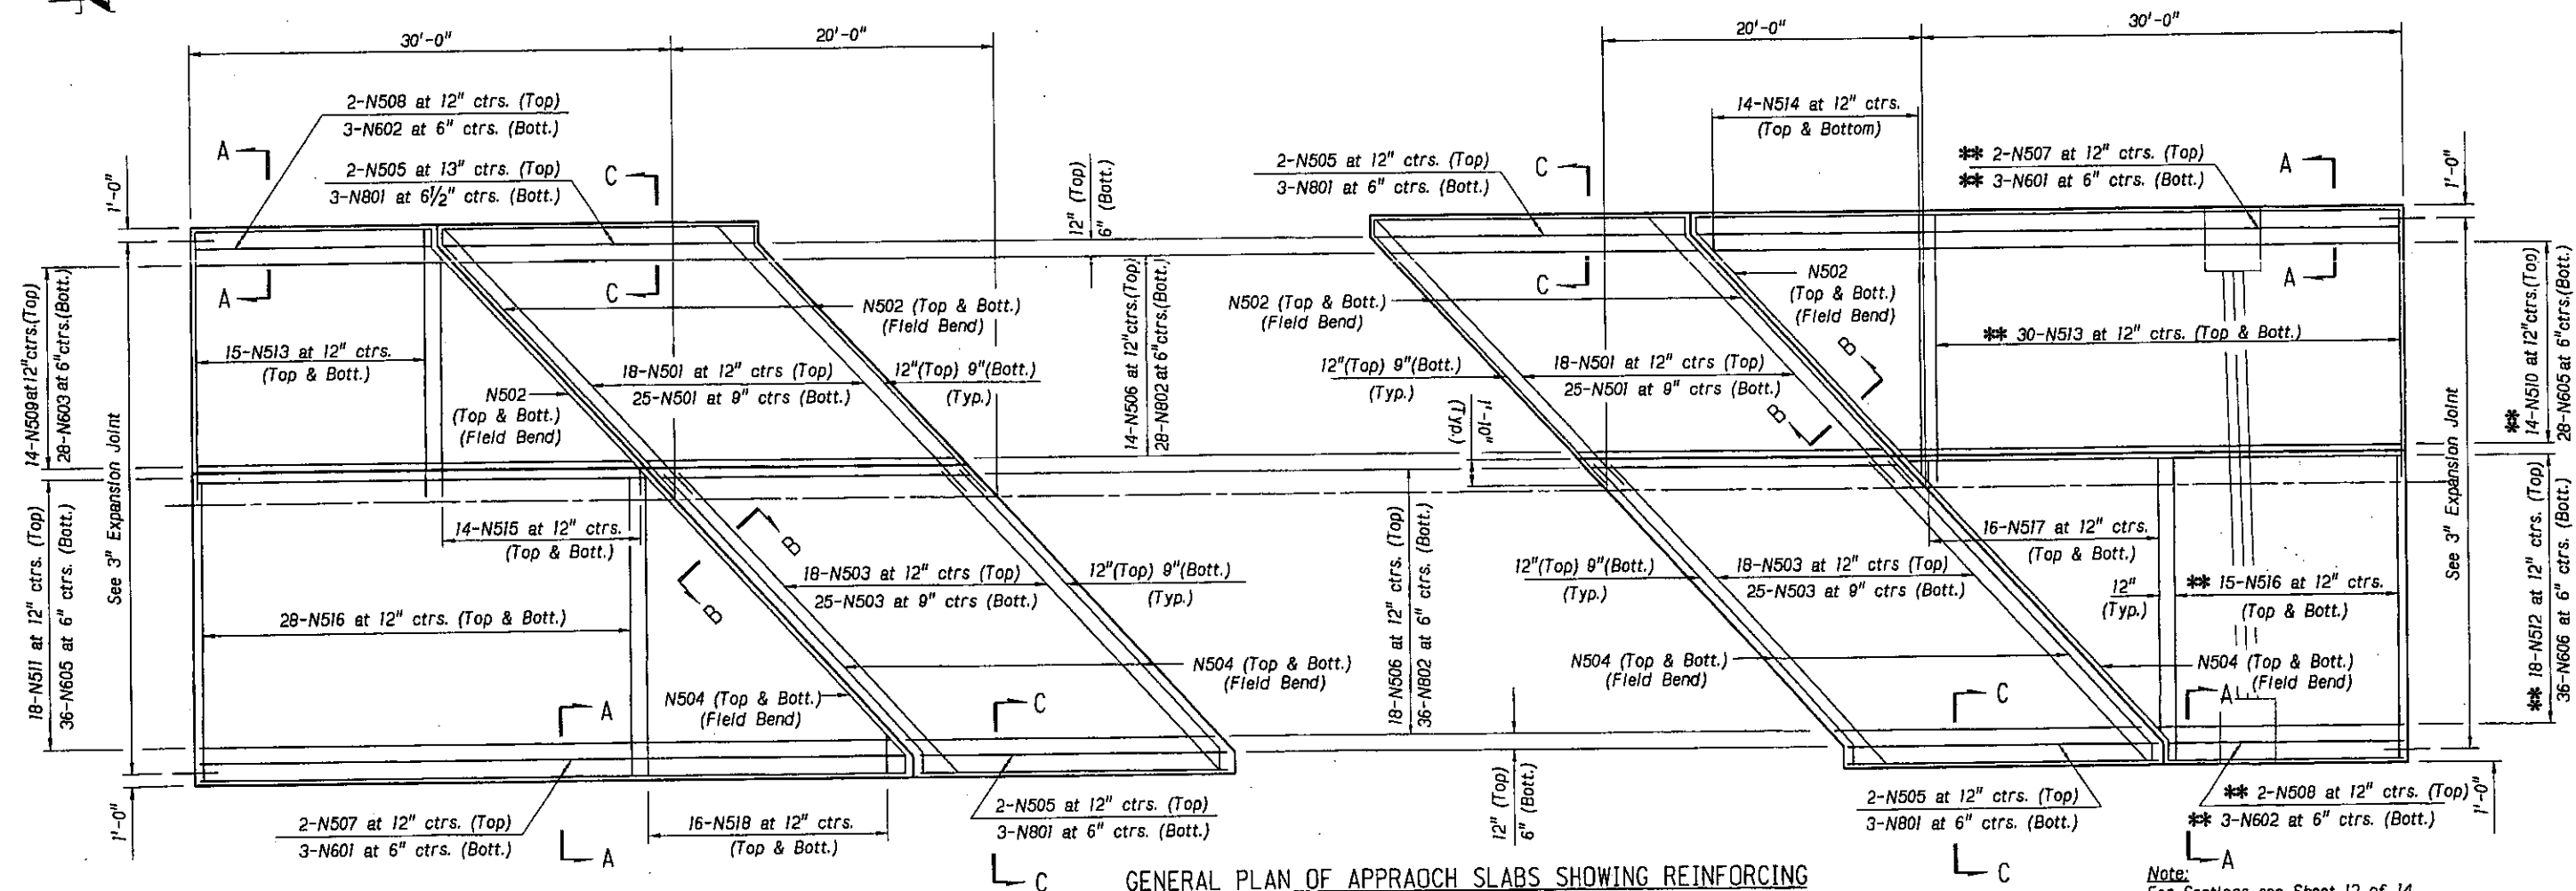 30'-0"
20'-0"
20'-0"
30'-0"
2-N508 at 12" ctrs. (Top)
3-N602 at 6" ctrs. (Bott.)
14-N514 at 12" ctrs.
(Top & Bottom)
A
2-N505 at 13" ctrs. (Top)
3-N801 at 6½" ctrs. (Bott.)
C
12" (Top)
6" (Bott.)
2-N505 at 12" ctrs. (Top)
3-N801 at 6" ctrs. (Bott.)
C
** 2-N507 at 12" ctrs. (Top)
** 3-N601 at 6" ctrs. (Bott.)
A
1'-0"
1'-0"
A
C
C
A
14-N509 at 12" ctrs. (Top)
28-N603 at 6" ctrs. (Bott.)
See 3" Expansion Joint
N502 (Top & Bott.)
(Field Bend)
14-N506 at 12" ctrs. (Top)
28-N802 at 6" ctrs. (Bott.)
N502 (Top & Bott.)
(Field Bend)
N502
(Top & Bott.)
(Field Bend)
** 30-N513 at 12" ctrs. (Top & Bott.)
**
14-N510 at 12" ctrs. (Top)
28-N605 at 6" ctrs. (Bott.)
See 3" Expansion Joint
15-N513 at 12" ctrs.
(Top & Bott.)
18-N501 at 12" ctrs (Top)
25-N501 at 9" ctrs (Bott.)
12"(Top) 9"(Bott.)
(Typ.)
12"(Top) 9"(Bott.)
(Typ.)
18-N501 at 12" ctrs (Top)
25-N501 at 9" ctrs (Bott.)
B
B
N502
(Top & Bott.)
(Field Bend)
1'-10"
(Typ.)
18-N511 at 12" ctrs. (Top)
36-N605 at 6" ctrs. (Bott.)
14-N515 at 12" ctrs.
(Top & Bott.)
B
B
18-N503 at 12" ctrs (Top)
25-N503 at 9" ctrs (Bott.)
12"(Top) 9"(Bott.)
(Typ.)
18-N506 at 12" ctrs. (Top)
36-N802 at 6" ctrs. (Bott.)
12"(Top) 9"(Bott.)
(Typ.)
18-N503 at 12" ctrs (Top)
25-N503 at 9" ctrs (Bott.)
16-N517 at 12" ctrs.
(Top & Bott.)
12"
(Typ.)
** 15-N516 at 12" ctrs.
(Top & Bott.)
** 18-N512 at 12" ctrs. (Top)
36-N606 at 6" ctrs. (Bott.)
28-N516 at 12" ctrs. (Top & Bott.)
N504 (Top & Bott.)
(Field Bend)
N504 (Top & Bott.)
(Field Bend)
N504 (Top & Bott.)
(Field Bend)
N504 (Top & Bott.)
(Field Bend)
A
C
C
A
1'-0"
2-N507 at 12" ctrs. (Top)
3-N601 at 6" ctrs. (Bott.)
A
16-N518 at 12" ctrs.
(Top & Bott.)
2-N505 at 12" ctrs. (Top)
3-N801 at 6" ctrs. (Bott.)
C
12" (Top)
6" (Bott.)
2-N505 at 12" ctrs. (Top)
3-N801 at 6" ctrs. (Bott.)
C
** 2-N508 at 12" ctrs. (Top)
** 3-N602 at 6" ctrs. (Bott.)
A
1'-0"
GENERAL PLAN OF APPRAOCH SLABS SHOWING REINFORCING
Note:
For Sections see Sheet 12 of 14